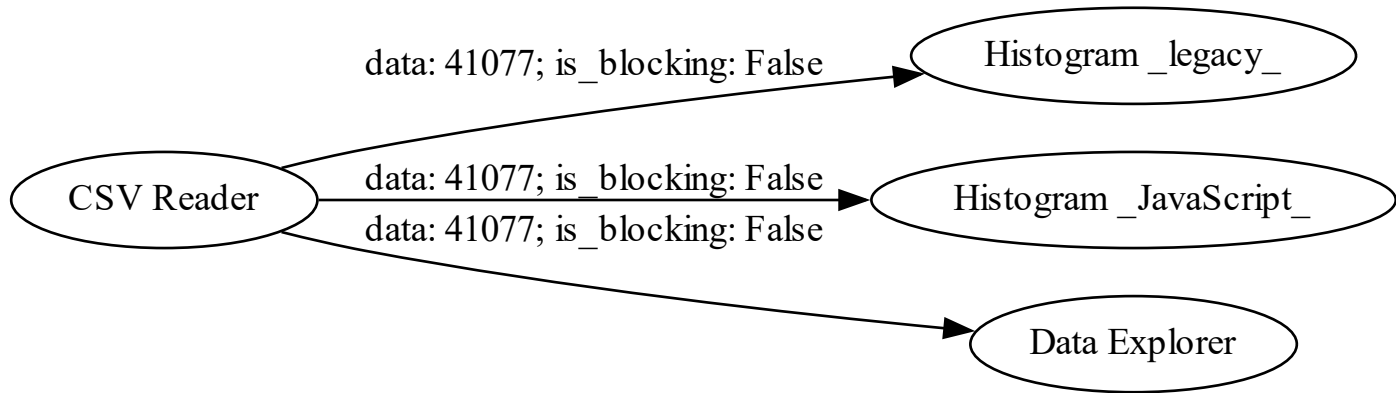 data: 41077; is_blocking: False
Histogram _legacy_
CSV Reader
data: 41077; is_blocking: False
Histogram _JavaScript_
data: 41077; is_blocking: False
Data Explorer